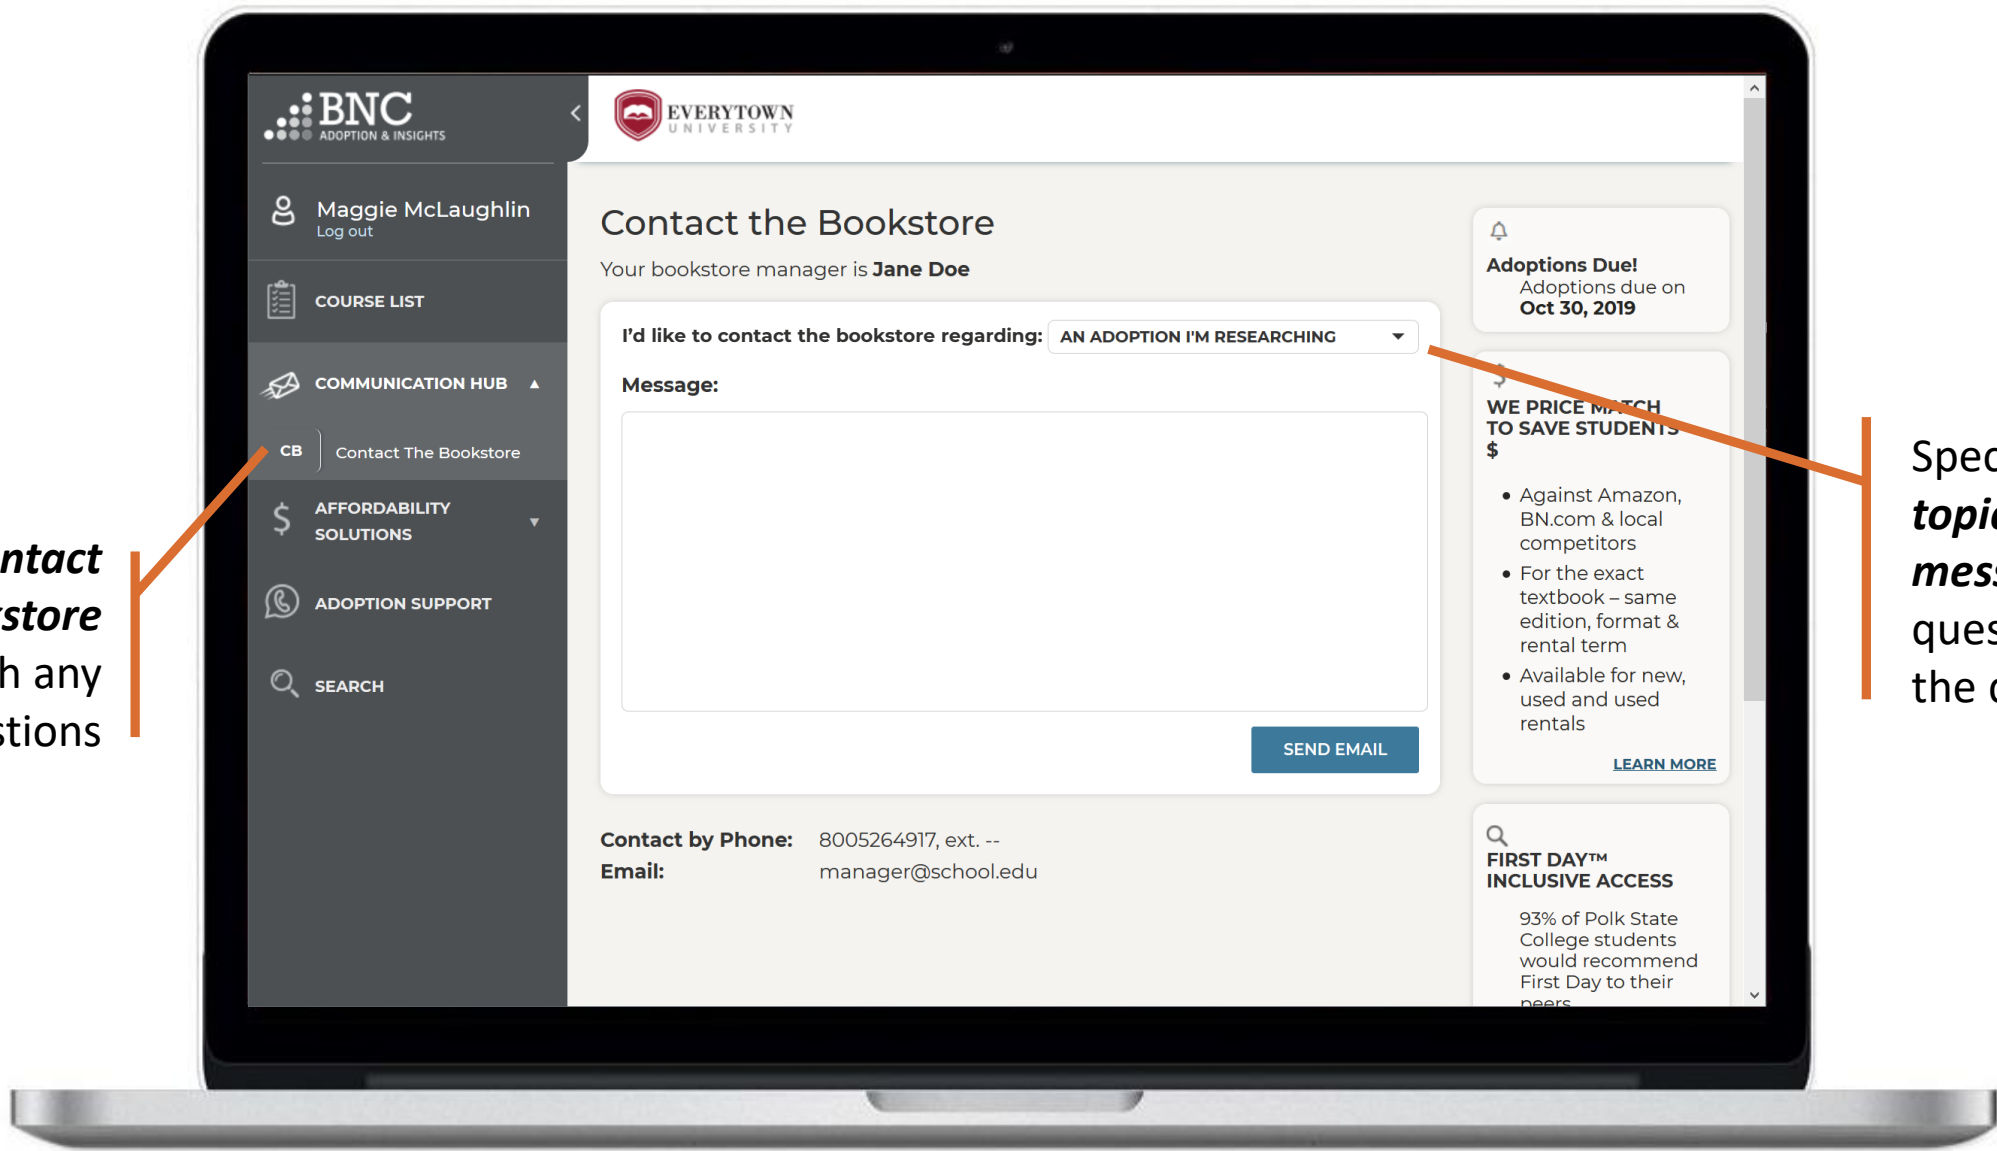 BNC
ADOPTION & INSIGHTS
Maggie McLaughlin
Log out
COURSE LIST
COMMUNICATION HUB
CB Contact The Bookstore
AFFORDABILITY
SOLUTIONS
ADOPTION SUPPORT
SEARCH
EVERYTOWN
UNIVERSITY
Contact the Bookstore
Your bookstore manager is Jane Doe
I'd like to contact the bookstore regarding: AN ADOPTION I'M RESEARCHING
Message:
SEND EMAIL
Contact by Phone: 8005264917, ext. --
Email: manager@school.edu
Adoptions Due!
Adoptions due on
Oct 30, 2019
$
WE PRICE MATCH
TO SAVE STUDENTS
$
• Against Amazon,
BN.com & local
competitors
• For the exact
textbook – same
edition, format &
rental term
• Available for new,
used and used
rentals
LEARN MORE
FIRST DAY™
INCLUSIVE ACCESS
93% of Polk State
College students
would recommend
First Day to their
peers
any
the